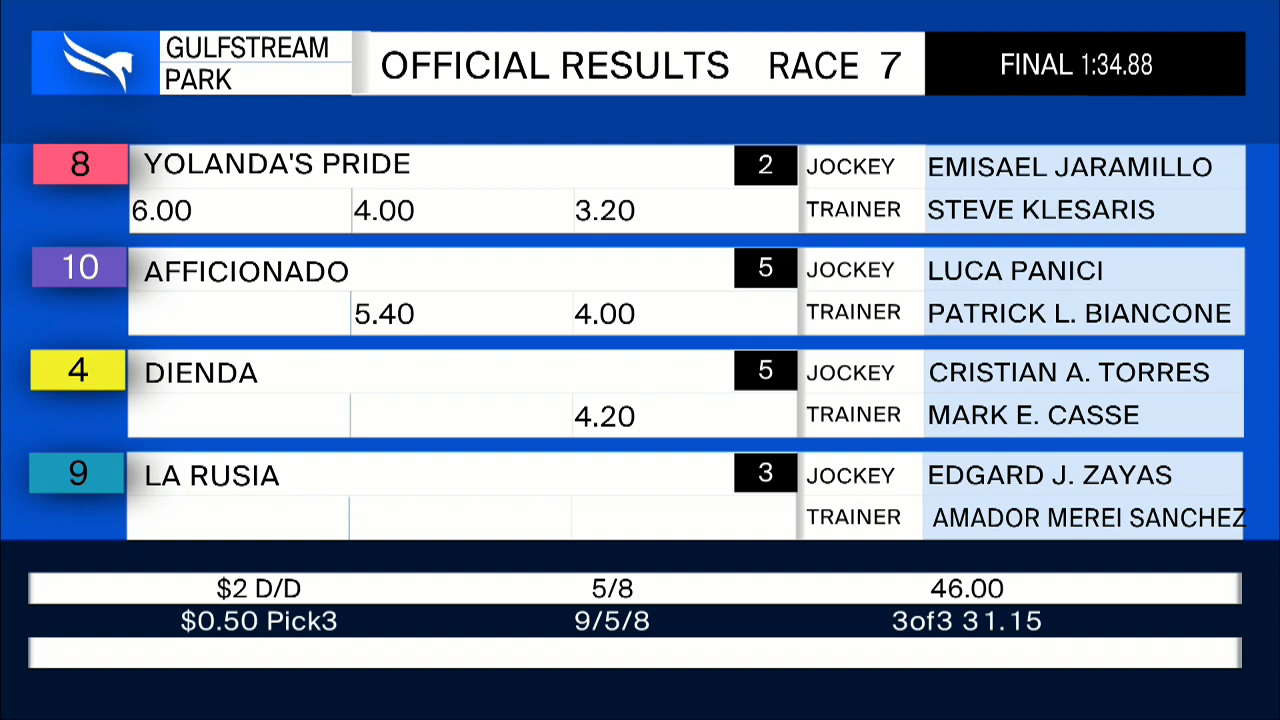 GULFSTREAM PARK OFFICIAL RESULTS RACE 7 FINAL 1:34.88
8 YOLANDA'S PRIDE 2 JOCKEY EMISAEL JARAMILLO
6.00 4.00 3.20 TRAINER STEVE KLESARIS
10 AFFICIONADO 5 JOCKEY LUCA PANICI
5.40 4.00 TRAINER PATRICK L. BIANCONE
4 DIENDA 5 JOCKEY CRISTIAN A. TORRES
4.20 TRAINER MARK E. CASSE
9 LA RUSIA 3 JOCKEY EDGARD J. ZAYAS
TRAINER AMADOR MEREI SANCHEZ
$2 D/D 5/8 46.00
$0.50 Pick3 9/5/8 3of3 31.15